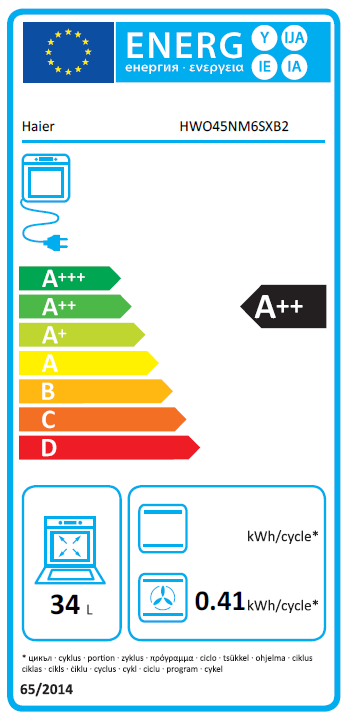 ENERG
енергия · ενεργεια
Y IJA
IE IA
Haier HWO45NM6SXB2
A+++
A++
A+
A
B
C
D
A++
kWh/cycle*
34 L
0.41 kWh/cycle*
* цикъл · cyklus · portion · zyklus · πρόγραμμα · ciclo · tsükkel · ohjelma · ciklus
ciklas · cikls · ċiklu · cyclus · cykl · ciclu · program · cykel
65/2014